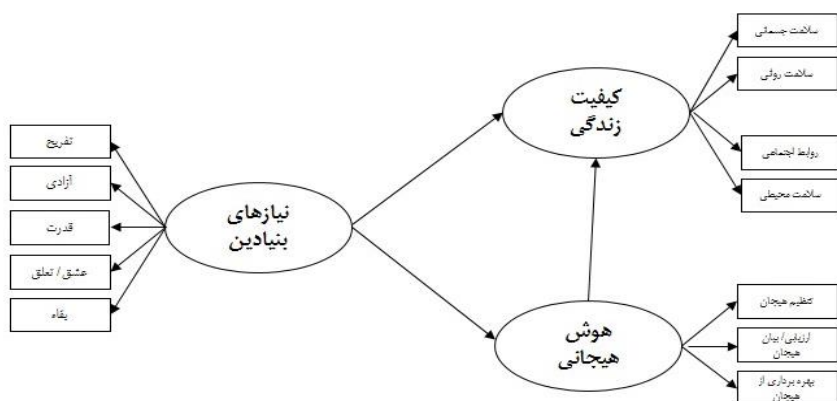 سلامت جسمانی
سلامت روانی
روابط اجتماعی
سلامت محیطی
کیفیت
زندگی
تفریح
آزادی
قدرت
عشق / تعلق
بقاء
نیازهای
بنیادین
هوش
هیجانی
تنظیم هیجان
ارزیابی/ بیان
هیجان
بهره برداری از
هیجان